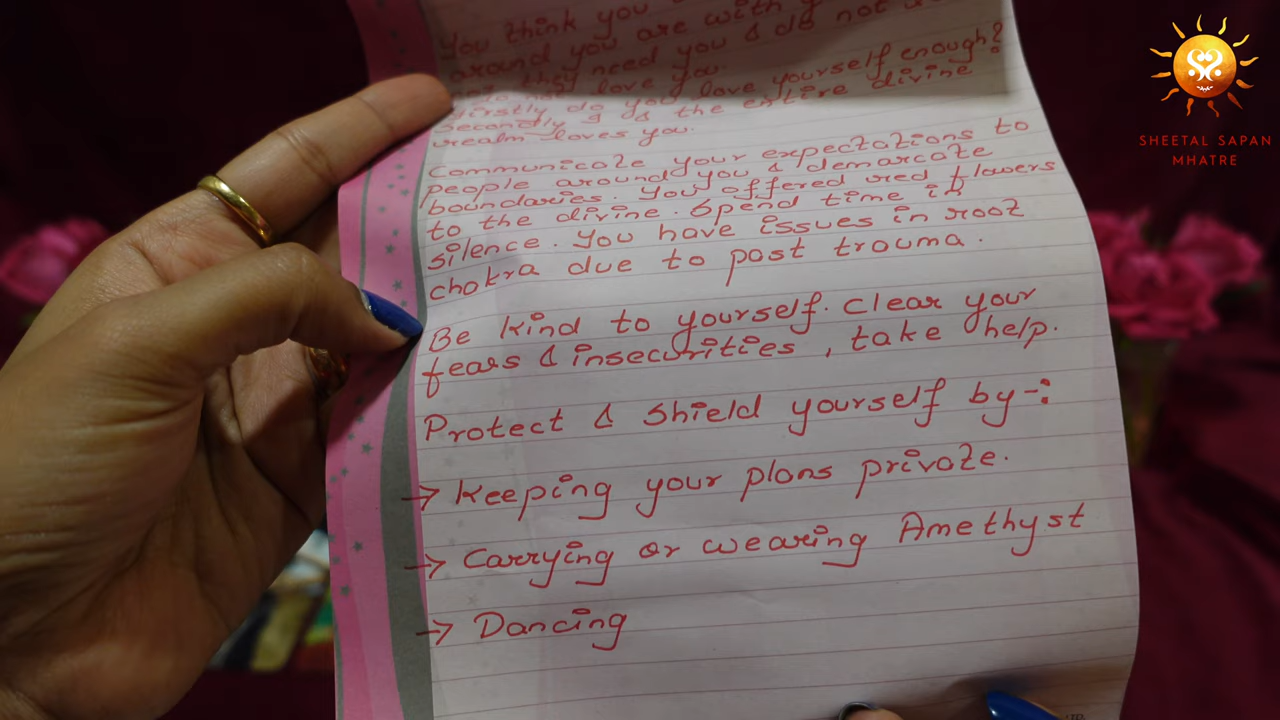 You think you
around you are with
they need you & do not
love you.
Firstly do you love yourself enough?
Secondly I & the entire divine
realm loves you.
Communicate your expectations to
people around you & demarcate
boundaries. You offered red flowers
to the divine. Spend time in
silence. You have issues in root
chakra due to past trauma.
Be kind to yourself. Clear your
fears & insecurities, take help.
Protect & Shield yourself by-:
→ Keeping your plans private.
→ Carrying or wearing Amethyst
→ Dancing
SHEETAL SAPAN
MHATRE